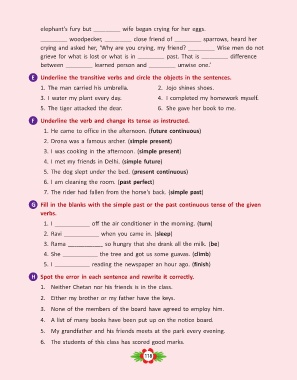 elephant's fury but ________ wife began crying for her eggs.
________ woodpecker, ________ close friend of ________ sparrows, heard her
crying and asked her, 'Why are you crying, my friend? ________ Wise men do not
grieve for what is lost or what is in ________ past. That is ________ difference
between ________ learned person and ________ unwise one.'
E Underline the transitive verbs and circle the objects in the sentences.
1. The man carried his umbrella. 2. Jojo shines shoes.
3. I water my plant every day. 4. I completed my homework myself.
5. The tiger attacked the deer. 6. She gave her book to me.
F Underline the verb and change its tense as instructed.
1. He came to office in the afternoon. (future continuous)
2. Drona was a famous archer. (simple present)
3. I was cooking in the afternoon. (simple present)
4. I met my friends in Delhi. (simple future)
5. The dog slept under the bed. (present continuous)
6. I am cleaning the room. (past perfect)
7. The rider had fallen from the horse's back. (simple past)
G Fill in the blanks with the simple past or the past continuous tense of the given
verbs.
1. I ________ off the air conditioner in the morning. (turn)
2. Ravi ________ when you came in. (sleep)
3. Rama ________ so hungry that she drank all the milk. (be)
4. She ________ the tree and got us some guavas. (climb)
5. I ________ reading the newspaper an hour ago. (finish)
H Spot the error in each sentence and rewrite it correctly.
1. Neither Chetan nor his friends is in the class.
2. Either my brother or my father have the keys.
3. None of the members of the board have agreed to employ him.
4. A list of many books have been put up on the notice board.
5. My grandfather and his friends meets at the park every evening.
6. The students of this class has scored good marks.
118